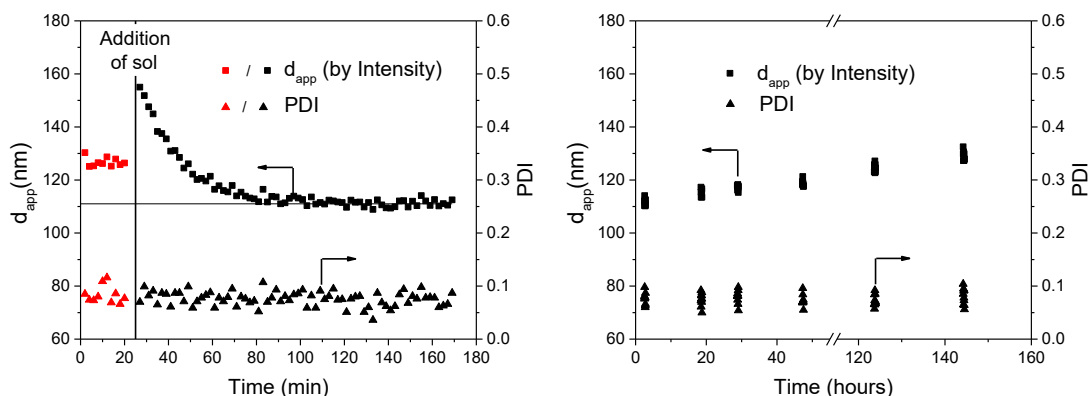 180
160
140
120
100
80
60
d_app(nm)
0.6
0.5
0.4
0.3
0.2
0.1
0.0
PDI
Addition
of sol
/ d_app (by Intensity)
/ PDI
0 20 40 60 80 100 120 140 160 180
Time (min)
180
160
140
120
100
80
60
d_app(nm)
0.6
0.5
0.4
0.3
0.2
0.1
0.0
PDI
d_app (by Intensity)
PDI
0 20 40 120 140 160
Time (hours)